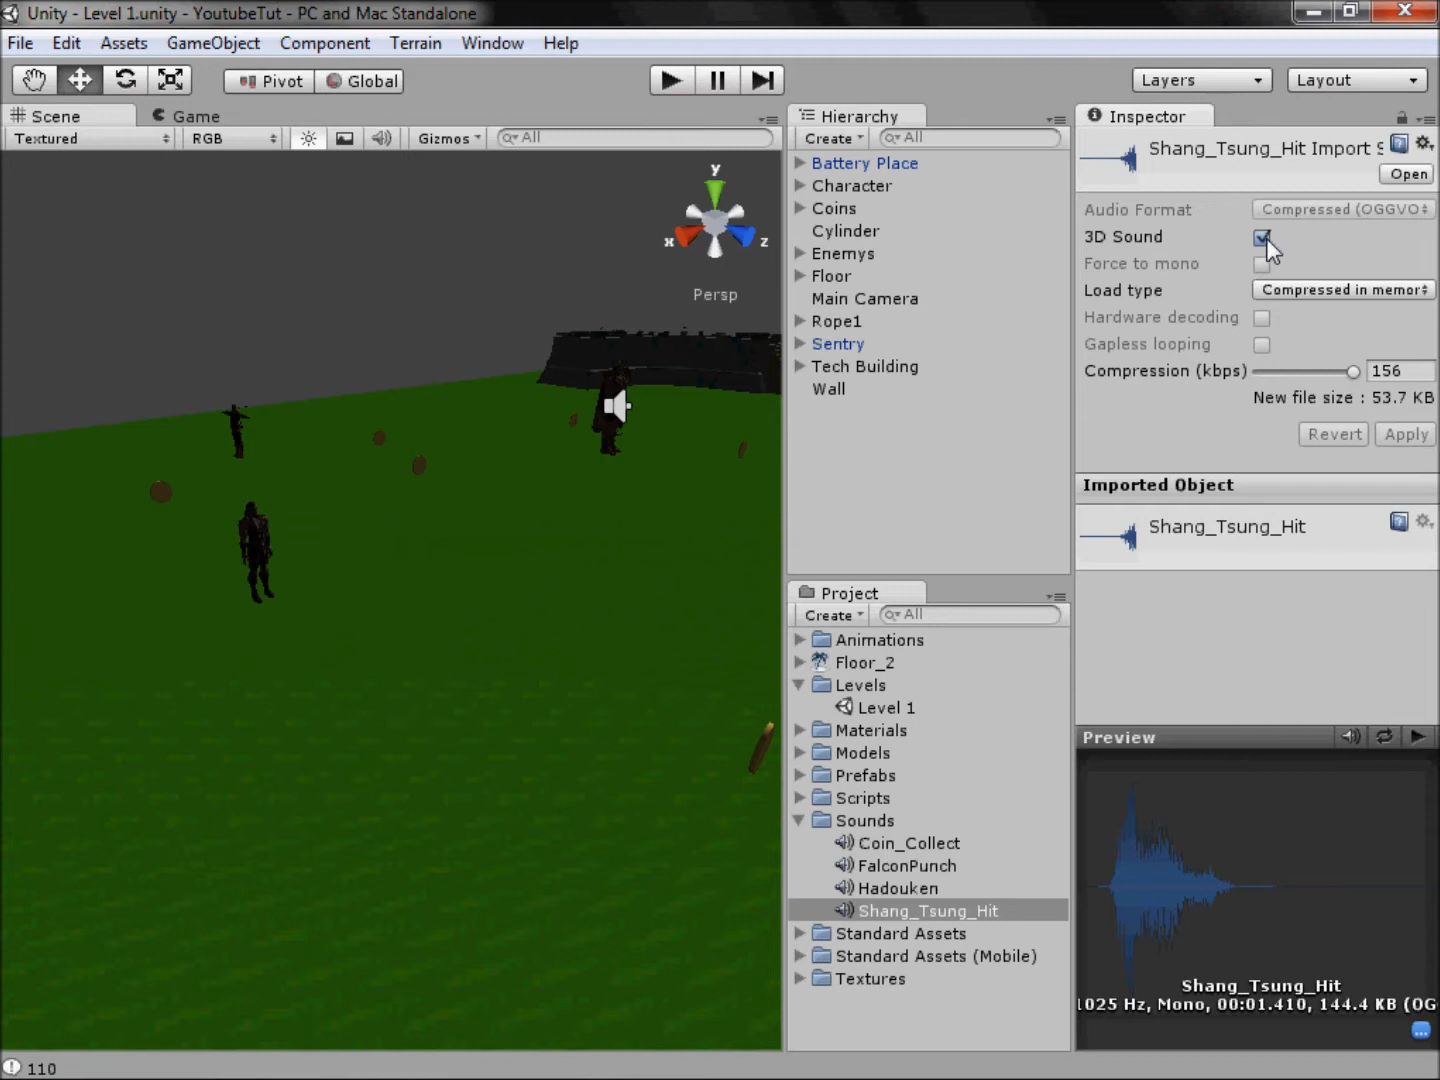 Unity - Level 1.unity - YoutubeTut - PC and Mac Standalone
File Edit Assets GameObject Component Terrain Window Help
Pivot Global Layers Layout
Scene Game
Textured RGB Gizmos All
y
x z
Persp
Hierarchy
Create All
Battery Place
Character
Coins
Cylinder
Enemys
Floor
Main Camera
Rope1
Sentry
Tech Building
Wall
Project
Create All
Animations
Floor_2
Levels
Level 1
Materials
Models
Prefabs
Scripts
Sounds
Coin_Collect
FalconPunch
Hadouken
Shang_Tsung_Hit
Standard Assets
Standard Assets (Mobile)
Textures
Inspector
Shang_Tsung_Hit Import S
Open
Audio Format Compressed (OGGVO
3D Sound
Force to mono
Load type Compressed in memor
Hardware decoding
Gapless looping
Compression (kbps) 156
New file size : 53.7 KB
Revert Apply
Imported Object
Shang_Tsung_Hit
Preview
Shang_Tsung_Hit
1025 Hz, Mono, 00:01.410, 144.4 KB (OG
110